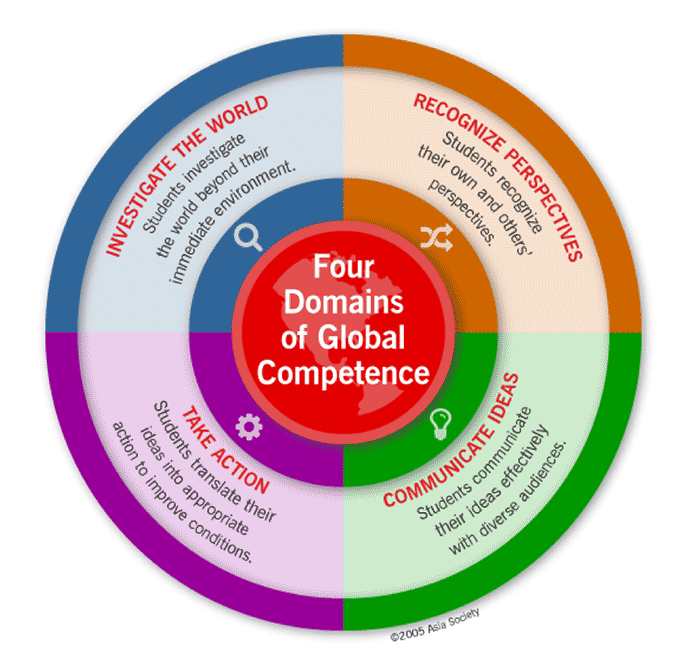 Four
Domains
of Global
Competence
INVESTIGATE THE WORLD
Students investigate
the world beyond their
immediate environment.
RECOGNIZE PERSPECTIVES
Students recognize
their own and others'
perspectives.
TAKE ACTION
Students translate their
ideas into appropriate
action to improve conditions.
COMMUNICATE IDEAS
Students communicate
their ideas effectively
with diverse audiences.
©2005 Asia Society